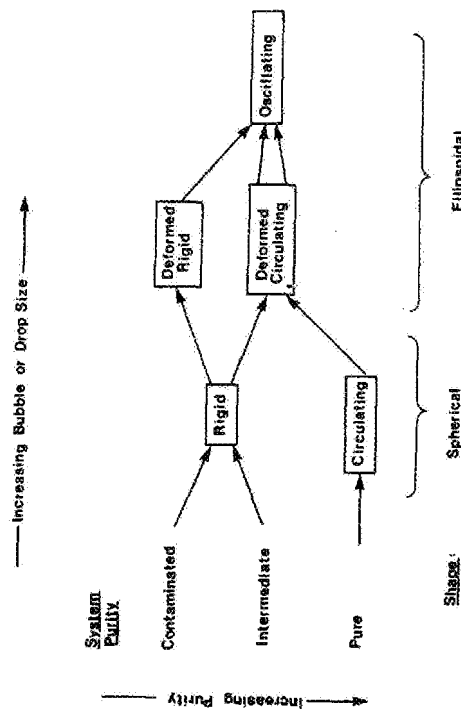 Increasing Bubble or Drop Size
System
Purity
Contaminated
Intermediate
Pure
Increasing Purity
Rigid
Circulating
Deformed
Rigid
Deformed
Circulating
Oscillating
Shape:
Spherical
Ellipsoidal